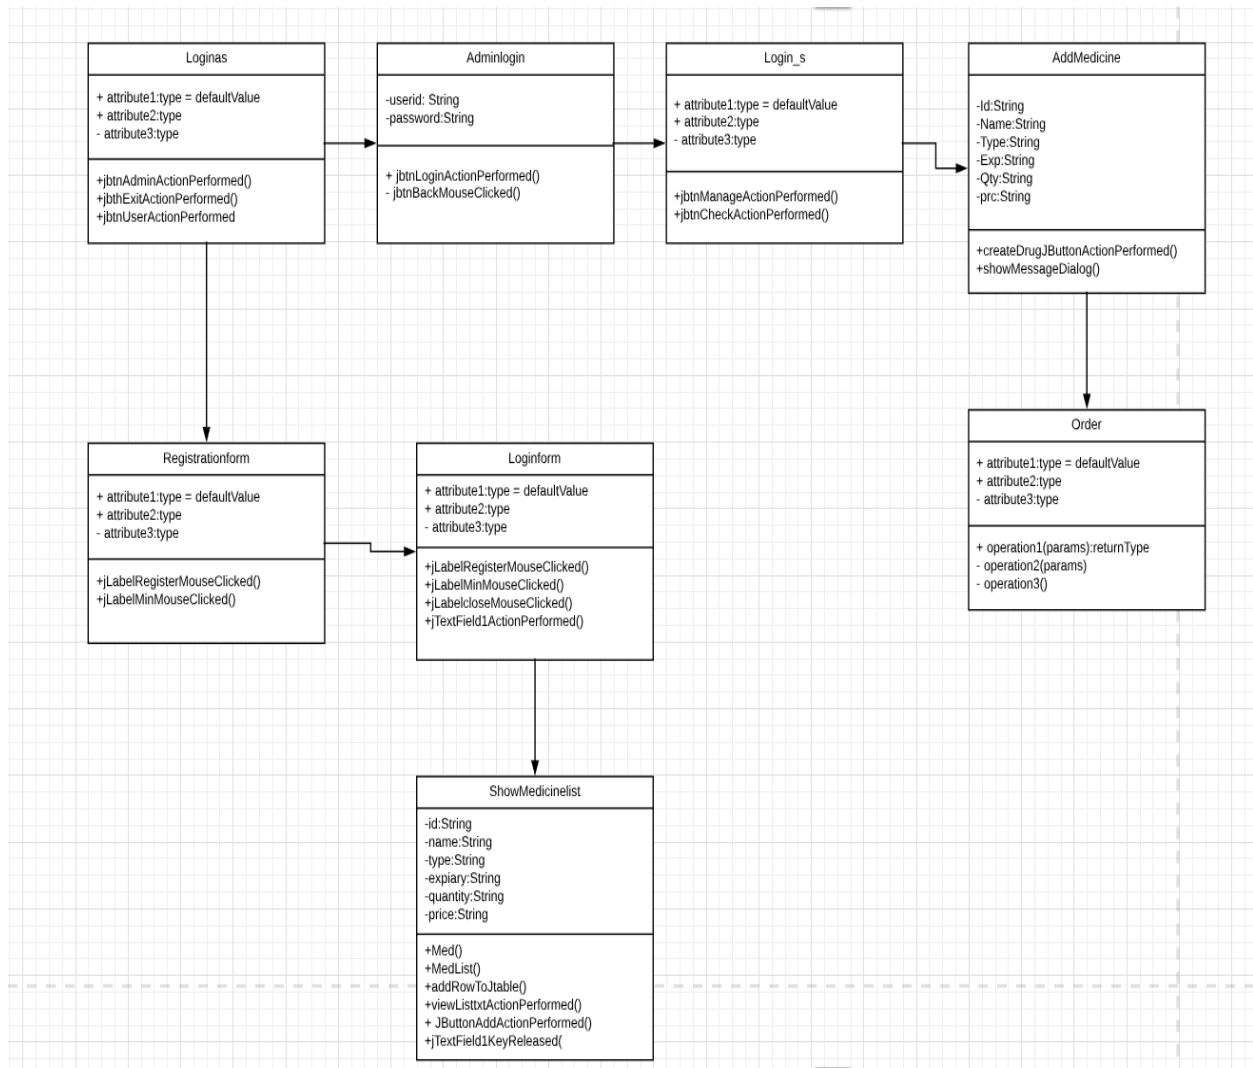 Loginas
+ attribute1:type = defaultValue
+ attribute2:type
- attribute3:type
+jbtnAdminActionPerformed()
+jbthExitActionPerformed()
+jbtnUserActionPerformed
Adminlogin
-userid: String
-password:String
+ jbtnLoginActionPerformed()
- jbtnBackMouseClicked()
Login_s
+ attribute1:type = defaultValue
+ attribute2:type
- attribute3:type
+jbtnManageActionPerformed()
+jbtnCheckActionPerformed()
AddMedicine
-Id:String
-Name:String
-Type:String
-Exp:String
-Qty:String
-prc:String
+createDrugJButtonActionPerformed()
+showMessageDialog()
Registrationform
+ attribute1:type = defaultValue
+ attribute2:type
- attribute3:type
+jLabelRegisterMouseClicked()
+jLabelMinMouseClicked()
Loginform
+ attribute1:type = defaultValue
+ attribute2:type
- attribute3:type
+jLabelRegisterMouseClicked()
+jLabelMinMouseClicked()
+jLabelcloseMouseClicked()
+jTextField1ActionPerformed()
Order
+ attribute1:type = defaultValue
+ attribute2:type
- attribute3:type
+ operation1(params):returnType
- operation2(params)
- operation3()
ShowMedicinelist
-id:String
-name:String
-type:String
-expiary:String
-quantity:String
-price:String
+Med()
+MedList()
+addRowToJtable()
+viewListtxtActionPerformed()
+ JButtonAddActionPerformed()
+jTextField1KeyReleased(